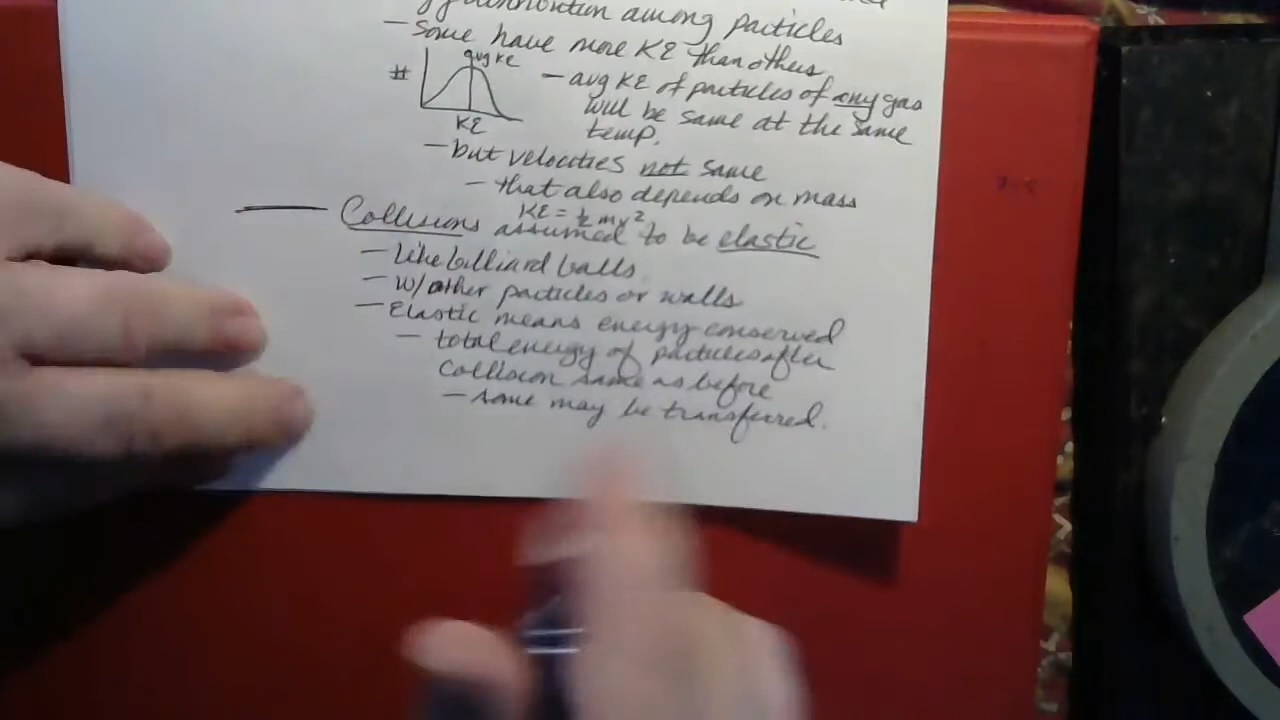 distribution among particles
- Some have more KE than others
avg KE
#
KE
- avg KE of particles of any gas
will be same at the same
temp.
- but velocities not same
- that also depends on mass
KE = ½ mv²
Collisions assumed to be elastic
- Like billiard balls
- w/ other particles or walls
- Elastic means energy conserved
- total energy of particles after
collision same as before
- some may be transferred.